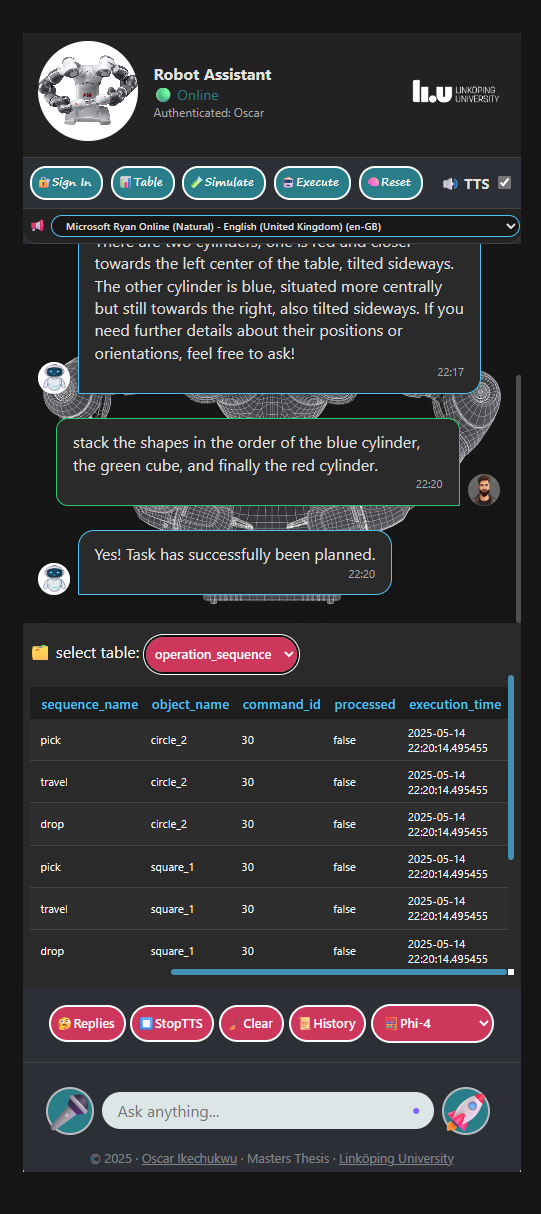 Robot Assistant
Online
Authenticated: Oscar
LINKÖPING
UNIVERSITY
Sign In
Table
Simulate
Execute
Reset
TTS
Microsoft Ryan Online (Natural) - English (United Kingdom) (en-GB)
There are two cylinders, one is red and closer
towards the left center of the table, tilted sideways.
The other cylinder is blue, situated more centrally
but still towards the right, also tilted sideways. If you
need further details about their positions or
orientations, feel free to ask!
22:17
stack the shapes in the order of the blue cylinder,
the green cube, and finally the red cylinder.
22:20
Yes! Task has successfully been planned.
22:20
select table: operation_sequence
sequence_name object_name command_id processed execution_time
pick circle_2 30 false 2025-05-14
22:20:14.495455
travel circle_2 30 false 2025-05-14
22:20:14.495455
drop circle_2 30 false 2025-05-14
22:20:14.495455
pick square_1 30 false 2025-05-14
22:20:14.495455
travel square_1 30 false 2025-05-14
22:20:14.495455
drop square_1 30 false 2025-05-14
22:20:14.495455
Replies
StopTTS
Clear
History
Phi-4
Ask anything...
© 2025 · Oscar Ikechukwu · Masters Thesis · Linköping University